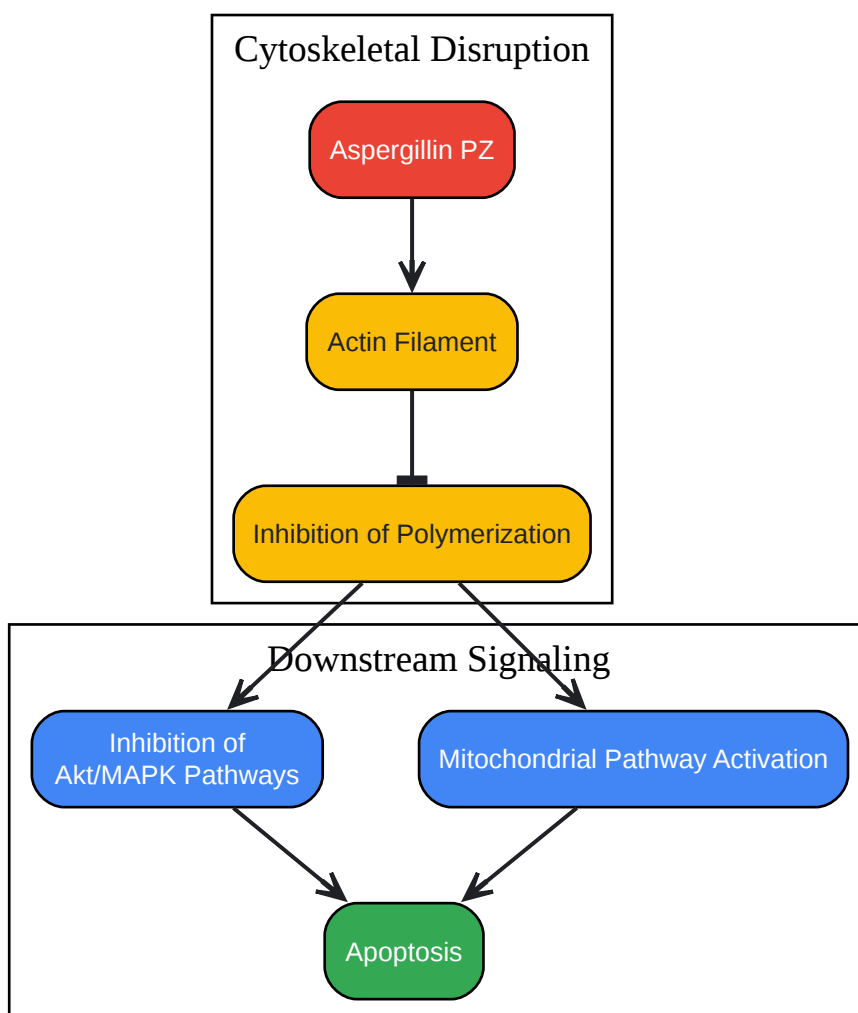 Cytoskeletal Disruption
Aspergillin PZ
Actin Filament
Inhibition of Polymerization
Downstream Signaling
Inhibition of
Akt/MAPK Pathways
Mitochondrial Pathway Activation
Apoptosis